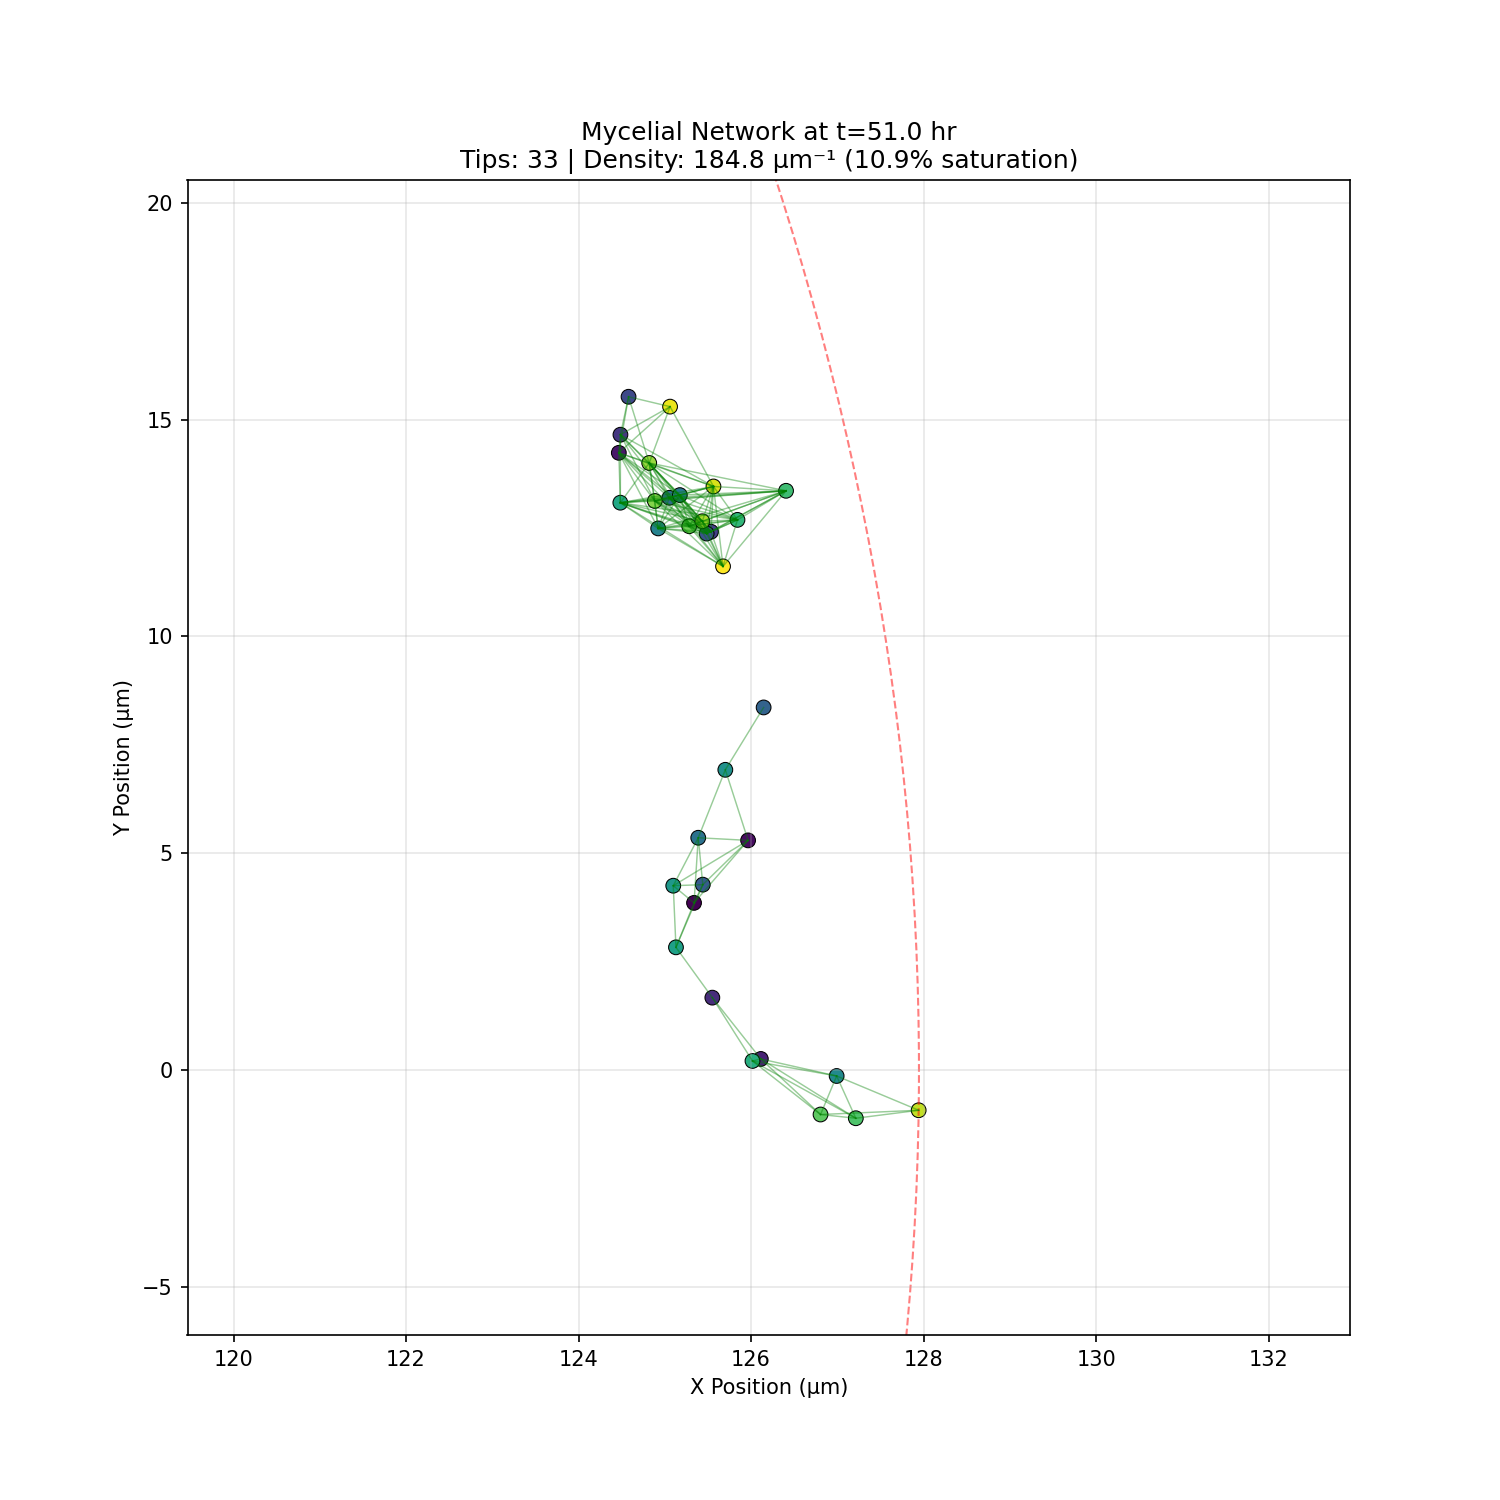 Mycelial Network at t=51.0 hr
Tips: 33 | Density: 184.8 μm⁻¹ (10.9% saturation)
20
15
10
5
0
−5
Y Position (μm)
120 122 124 126 128 130 132
X Position (μm)